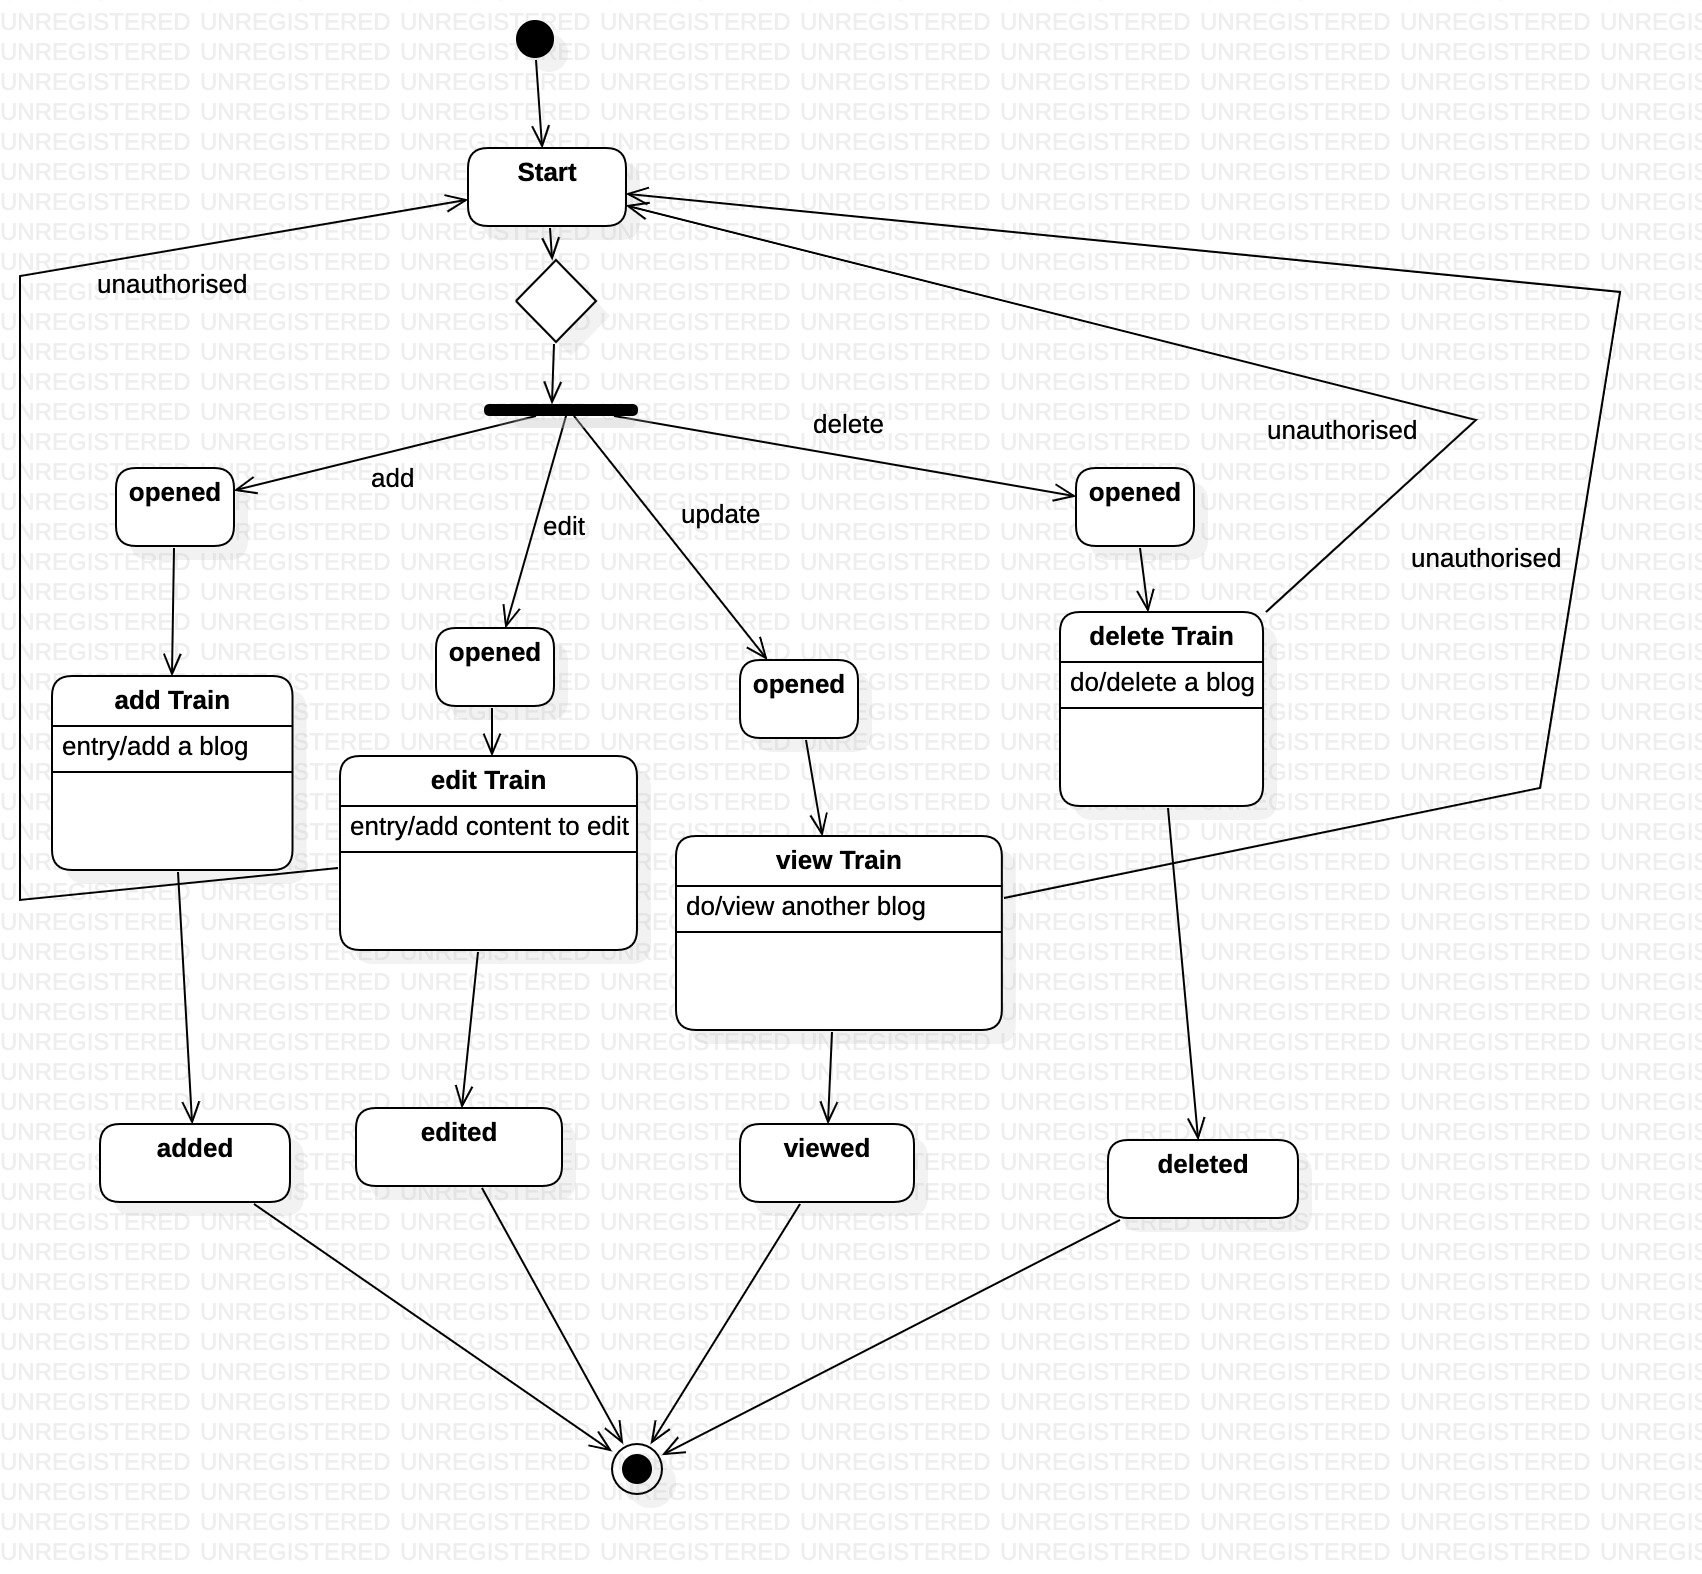 Start
unauthorised
delete
unauthorised
add
opened
opened
update
edit
unauthorised
delete Train
do/delete a blog
opened
opened
add Train
entry/add a blog
edit Train
entry/add content to edit
view Train
do/view another blog
added
edited
viewed
deleted
UNREGISTERED